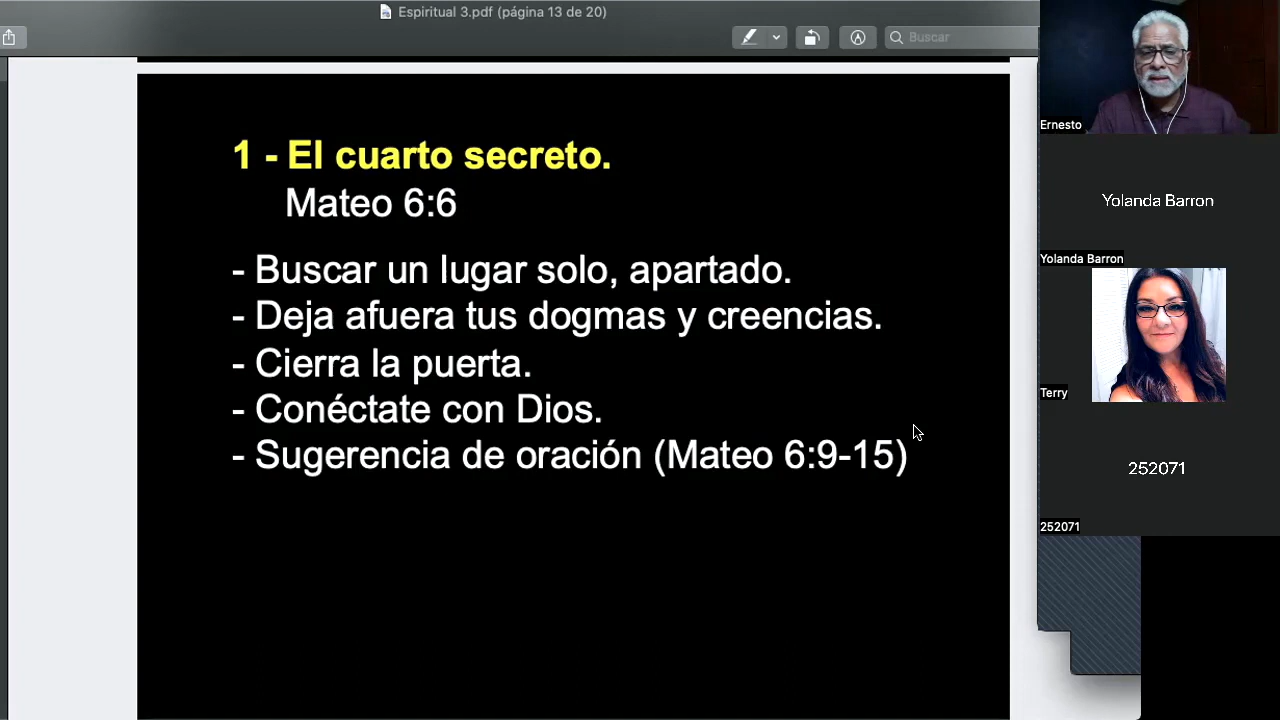 Espiritual 3.pdf (página 13 de 20)
Buscar
1 - El cuarto secreto.
Mateo 6:6
- Buscar un lugar solo, apartado.
- Deja afuera tus dogmas y creencias.
- Cierra la puerta.
- Conéctate con Dios.
- Sugerencia de oración (Mateo 6:9-15)
Ernesto
Yolanda Barron
Yolanda Barron
Terry
252071
252071